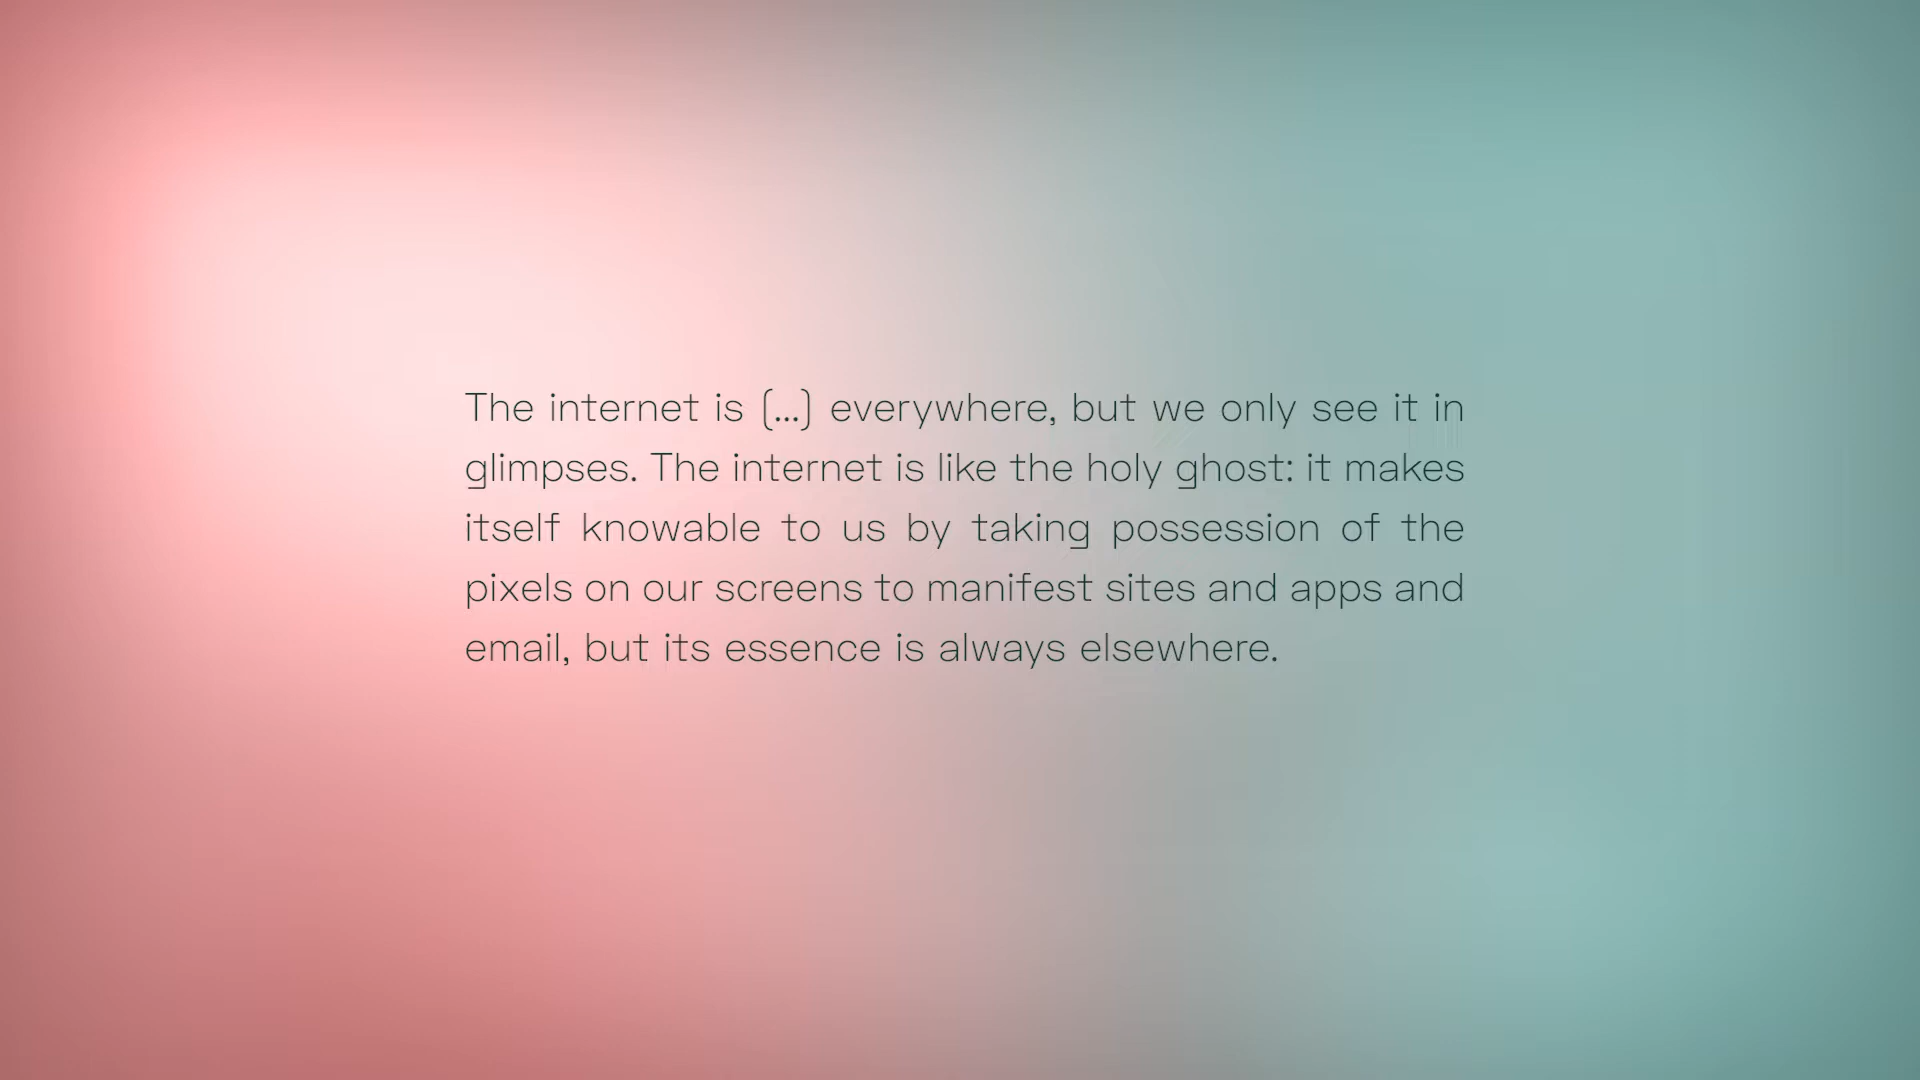 The internet is (...) everywhere, but we only see it in
glimpses. The internet is like the holy ghost: it makes
itself knowable to us by taking possession of the
pixels on our screens to manifest sites and apps and
email, but its essence is always elsewhere.